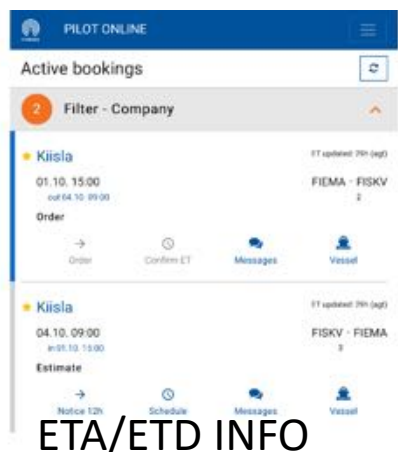 PILOT ONLINE
Active bookings
2 Filter - Company
Kiisla ET updated: 79h (agt)
01.10. 15:00 FIEMA - FISKV
out 04.10. 09:00 2
Order
Order Confirm ET Messages Vessel
Kiisla ET updated: 79h (agt)
04.10. 09:00 FISKV - FIEMA
in 01.10. 15:00 3
Estimate
Notice 12h Schedule Messages Vessel
ETA/ETD INFO